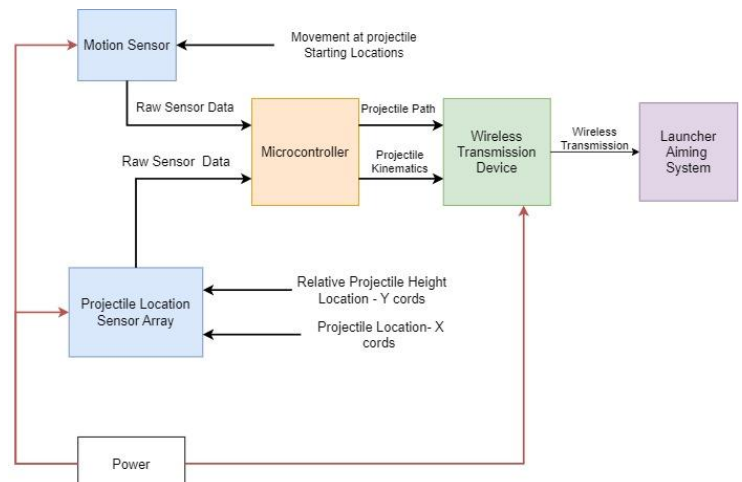 Motion Sensor
Movement at projectile
Starting Locations
Raw Sensor Data
Raw Sensor Data
Microcontroller
Projectile Path
Projectile
Kinematics
Wireless
Transmission
Device
Wireless
Transmission
Launcher
Aiming
System
Projectile Location
Sensor Array
Relative Projectile Height
Location - Y cords
Projectile Location- X
cords
Power